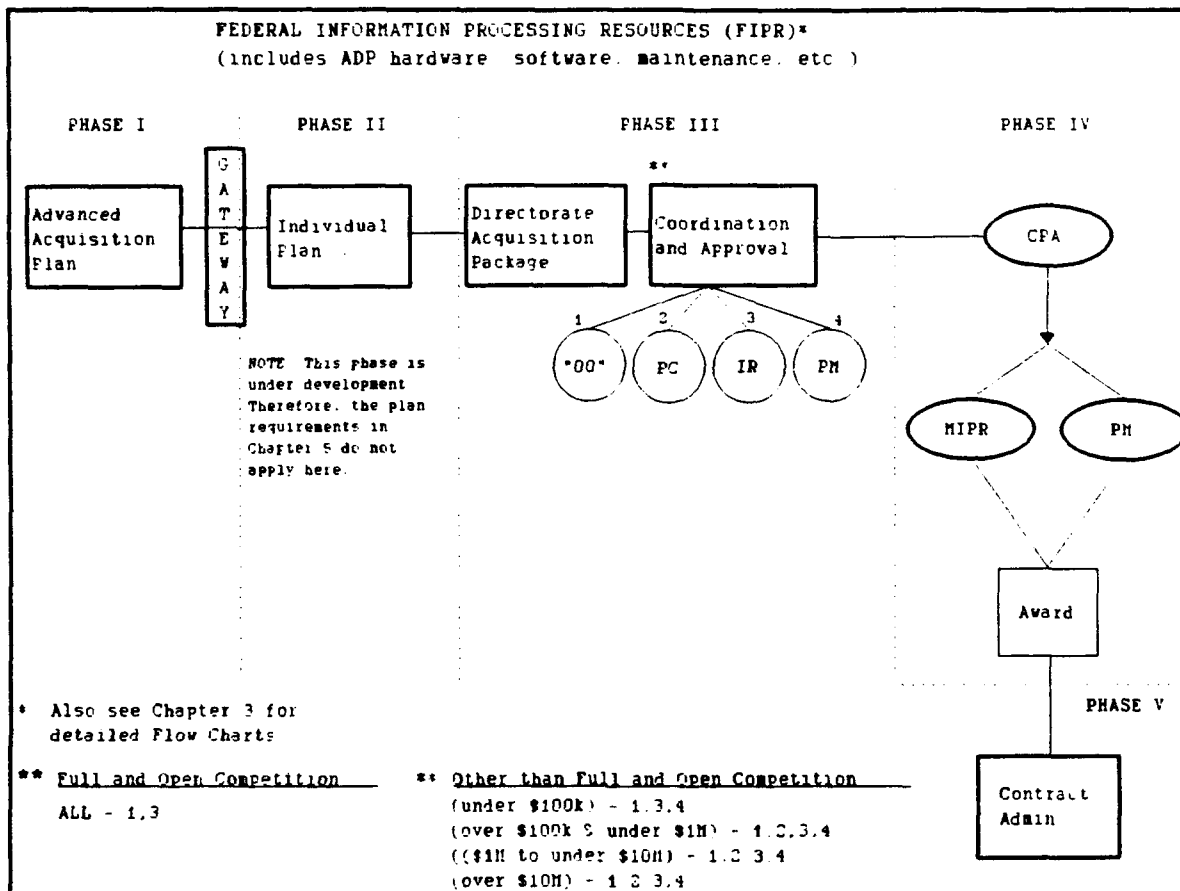 FEDERAL INFORMATION PROCESSING RESOURCES (FIPR)*
(includes ADP hardware software. maintenance. etc )
PHASE I
PHASE II
PHASE III
PHASE IV
**
GATEWAY
Advanced
Acquisition
Plan
Individual
Plan
Directorate
Acquisition
Package
Coordination
and Approval
CPA
1
2
3
4
"00"
PC
IR
PM
NOTE This phase is
under development
Therefore. the plan
requirements in
Chapter 5 do not
apply here.
MIPR
PM
Award
PHASE V
Contract
Admin
* Also see Chapter 3 for
detailed Flow Charts
** Full and Open Competition
ALL - 1,3
** Other than Full and Open Competition
(under $100k) - 1.3,4
(over $100k & under $1M) - 1.2,3,4
(($1M to under $10M) - 1.2 3.4
(over $10M) - 1 2 3,4